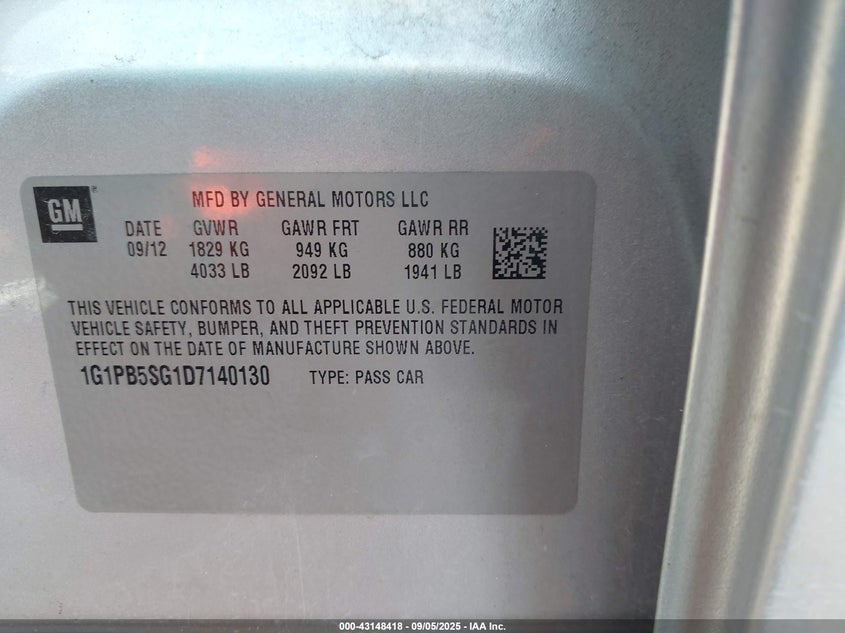 GM
MFD BY GENERAL MOTORS LLC
DATE GVWR GAWR FRT GAWR RR
09/12 1829 KG 949 KG 880 KG
4033 LB 2092 LB 1941 LB
THIS VEHICLE CONFORMS TO ALL APPLICABLE U.S. FEDERAL MOTOR
VEHICLE SAFETY, BUMPER, AND THEFT PREVENTION STANDARDS IN
EFFECT ON THE DATE OF MANUFACTURE SHOWN ABOVE.
1G1PB5SG1D7140130 TYPE: PASS CAR
000-43148418 - 09/05/2025 - IAA Inc.